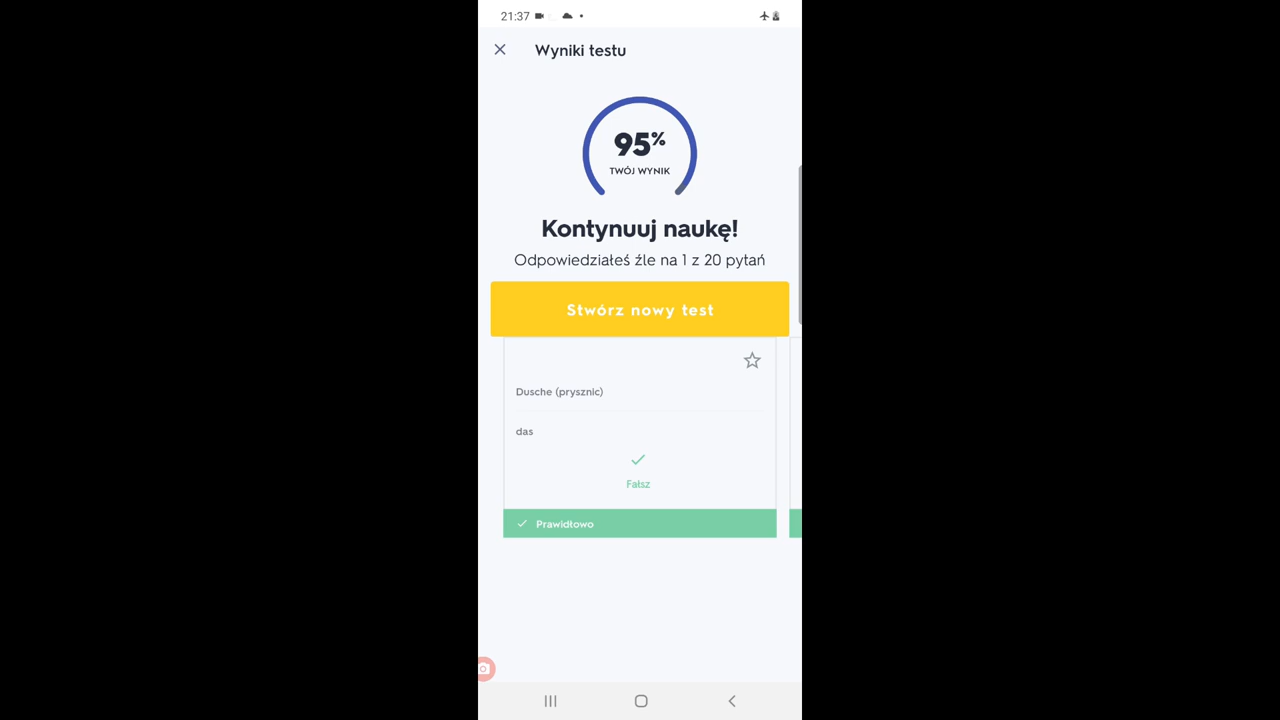 21:37
Wyniki testu
95%
TWÓJ WYNIK
Kontynuuj naukę!
Odpowiedziałeś źle na 1 z 20 pytań
Stwórz nowy test
Dusche (prysznic)
das
Fałsz
Prawidłowo